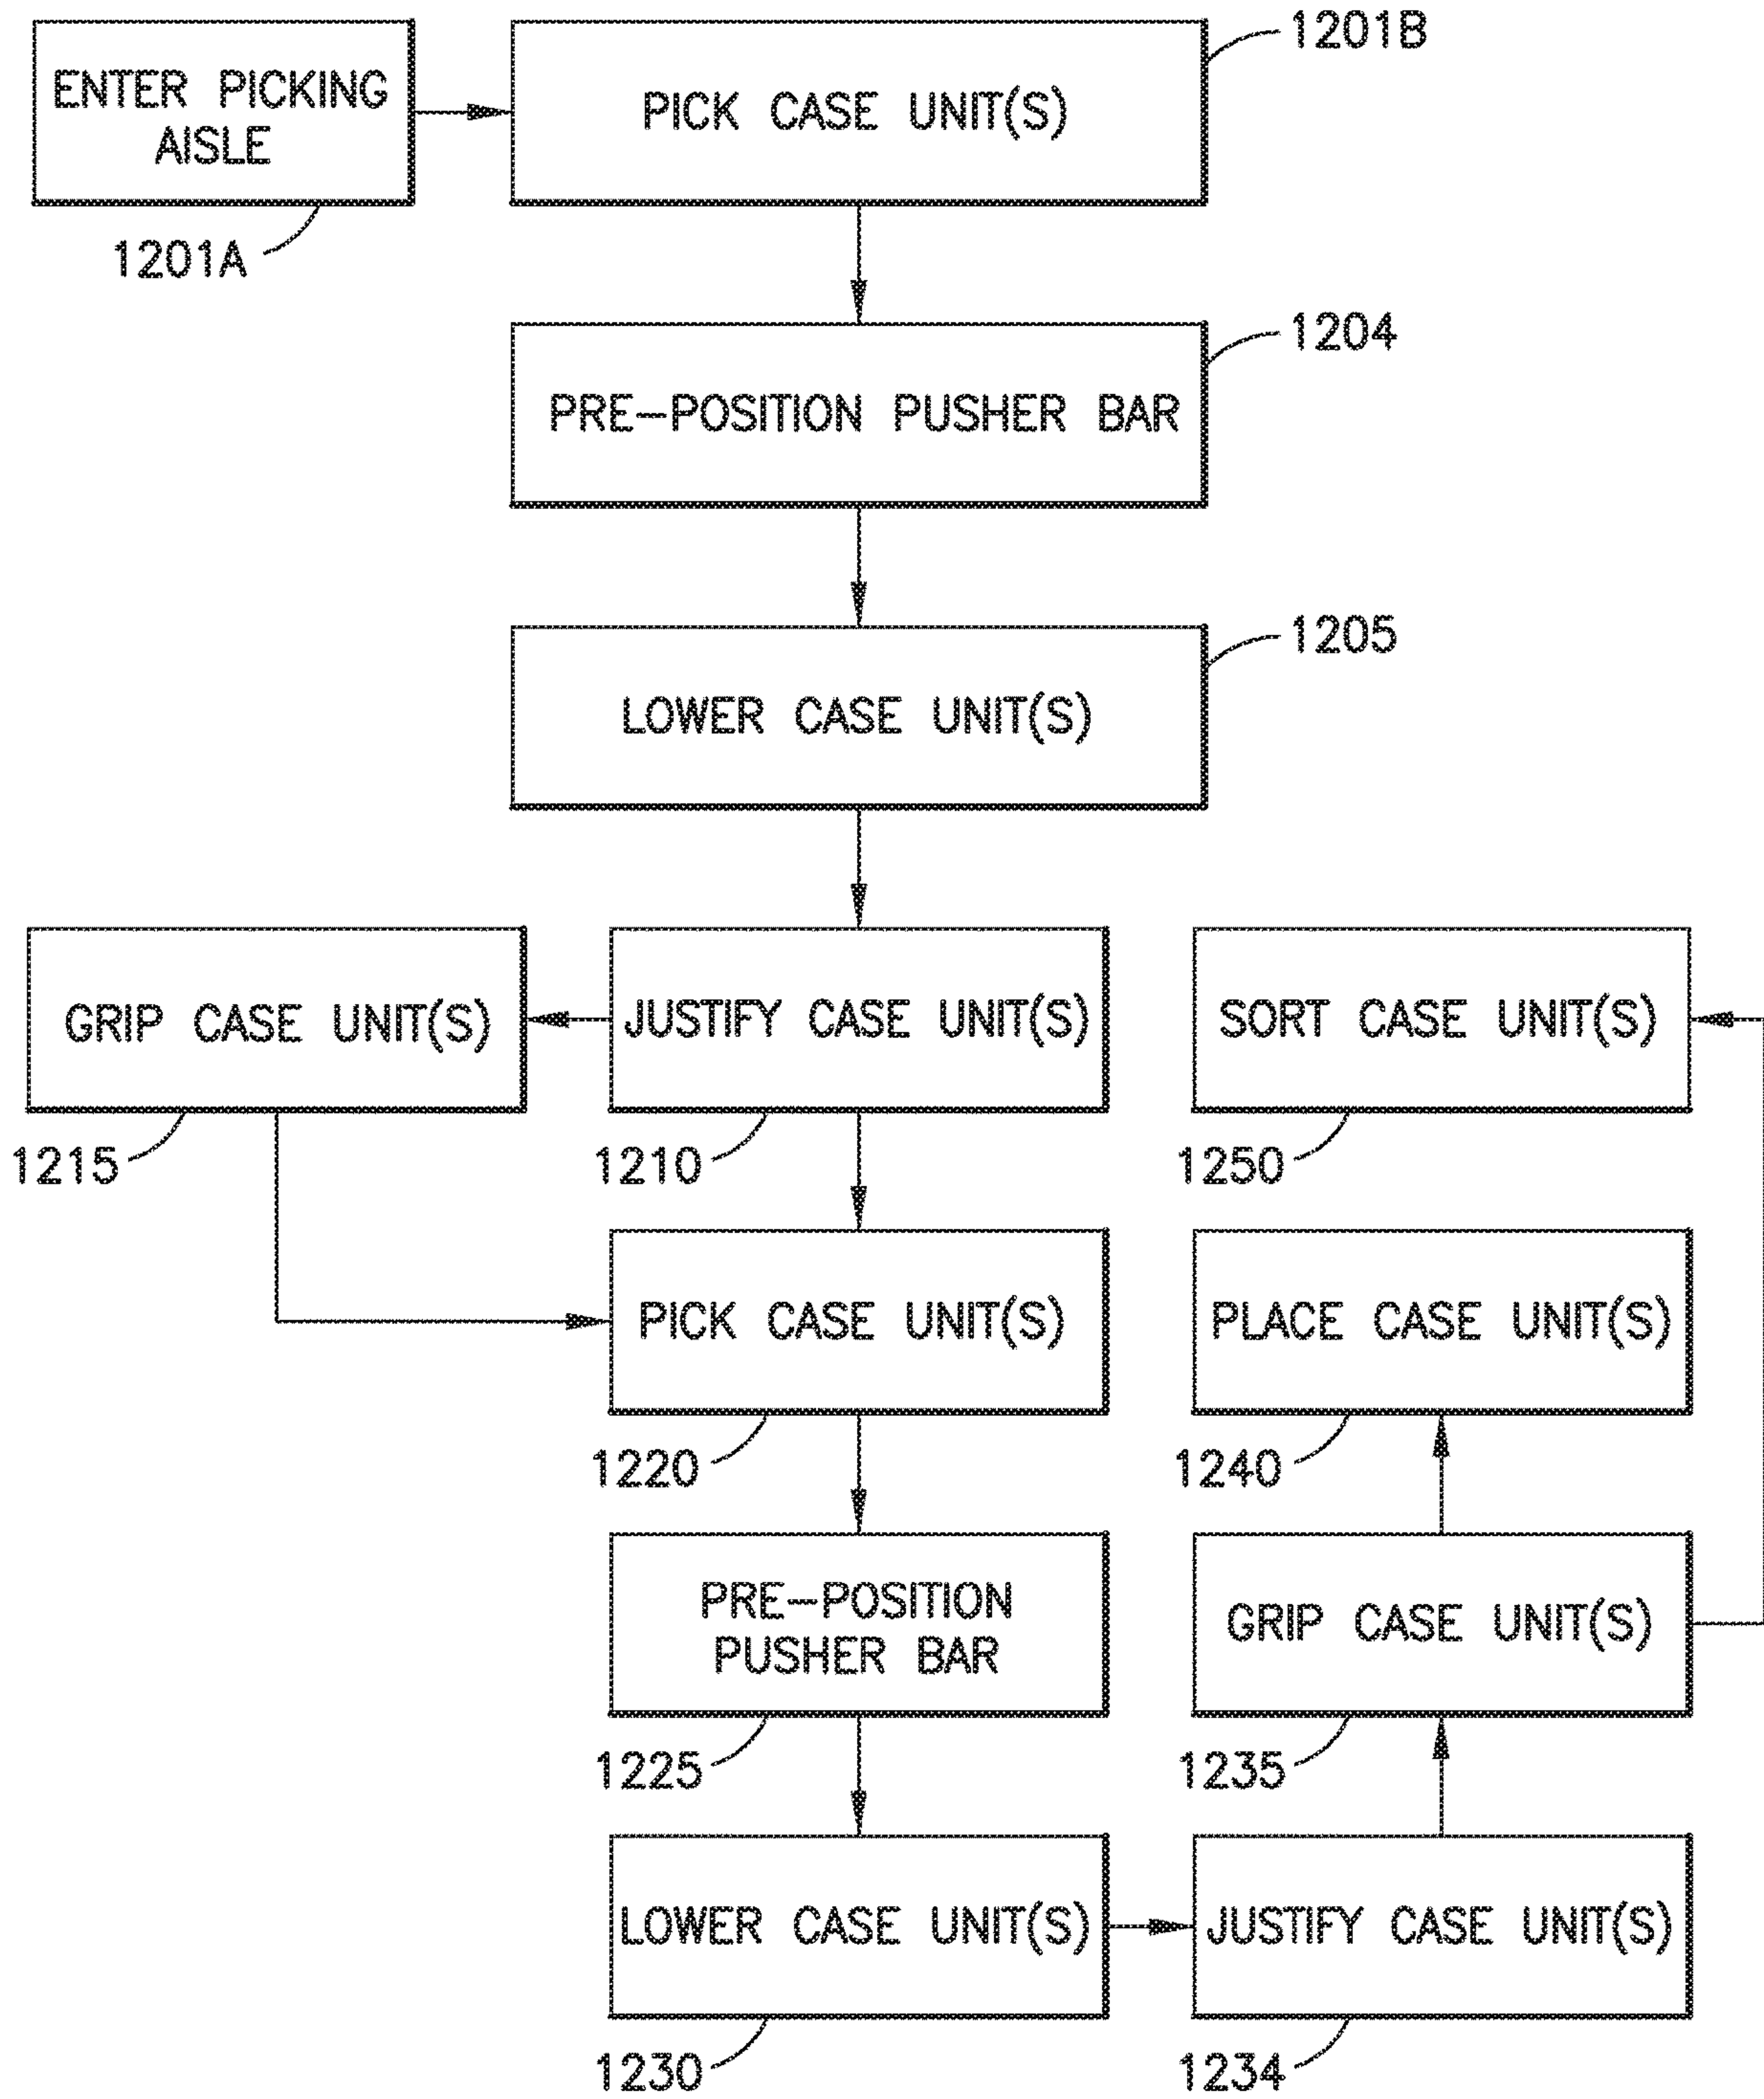 ENTER PICKING
AISLE
1201A
PICK CASE UNIT(S)
1201B
PRE-POSITION PUSHER BAR
1204
LOWER CASE UNIT(S)
1205
GRIP CASE UNIT(S)
1215
JUSTIFY CASE UNIT(S)
1210
SORT CASE UNIT(S)
1250
PICK CASE UNIT(S)
1220
PLACE CASE UNIT(S)
1240
PRE-POSITION
PUSHER BAR
1225
GRIP CASE UNIT(S)
1235
LOWER CASE UNIT(S)
1230
JUSTIFY CASE UNIT(S)
1234